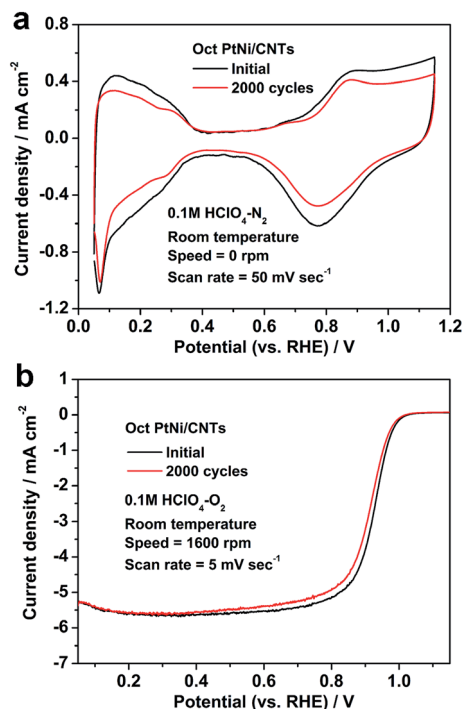 a
0.8
0.4
0.0
-0.4
-0.8
-1.2
Current density / mA cm⁻²
Oct PtNi/CNTs
Initial
2000 cycles
0.1M HClO₄-N₂
Room temperature
Speed = 0 rpm
Scan rate = 50 mV sec⁻¹
0.0 0.2 0.4 0.6 0.8 1.0 1.2
Potential (vs. RHE) / V
b
1
0
-1
-2
-3
-4
-5
-6
-7
Current density / mA cm⁻²
Oct PtNi/CNTs
Initial
2000 cycles
0.1M HClO₄-O₂
Room temperature
Speed = 1600 rpm
Scan rate = 5 mV sec⁻¹
0.2 0.4 0.6 0.8 1.0
Potential (vs. RHE) / V